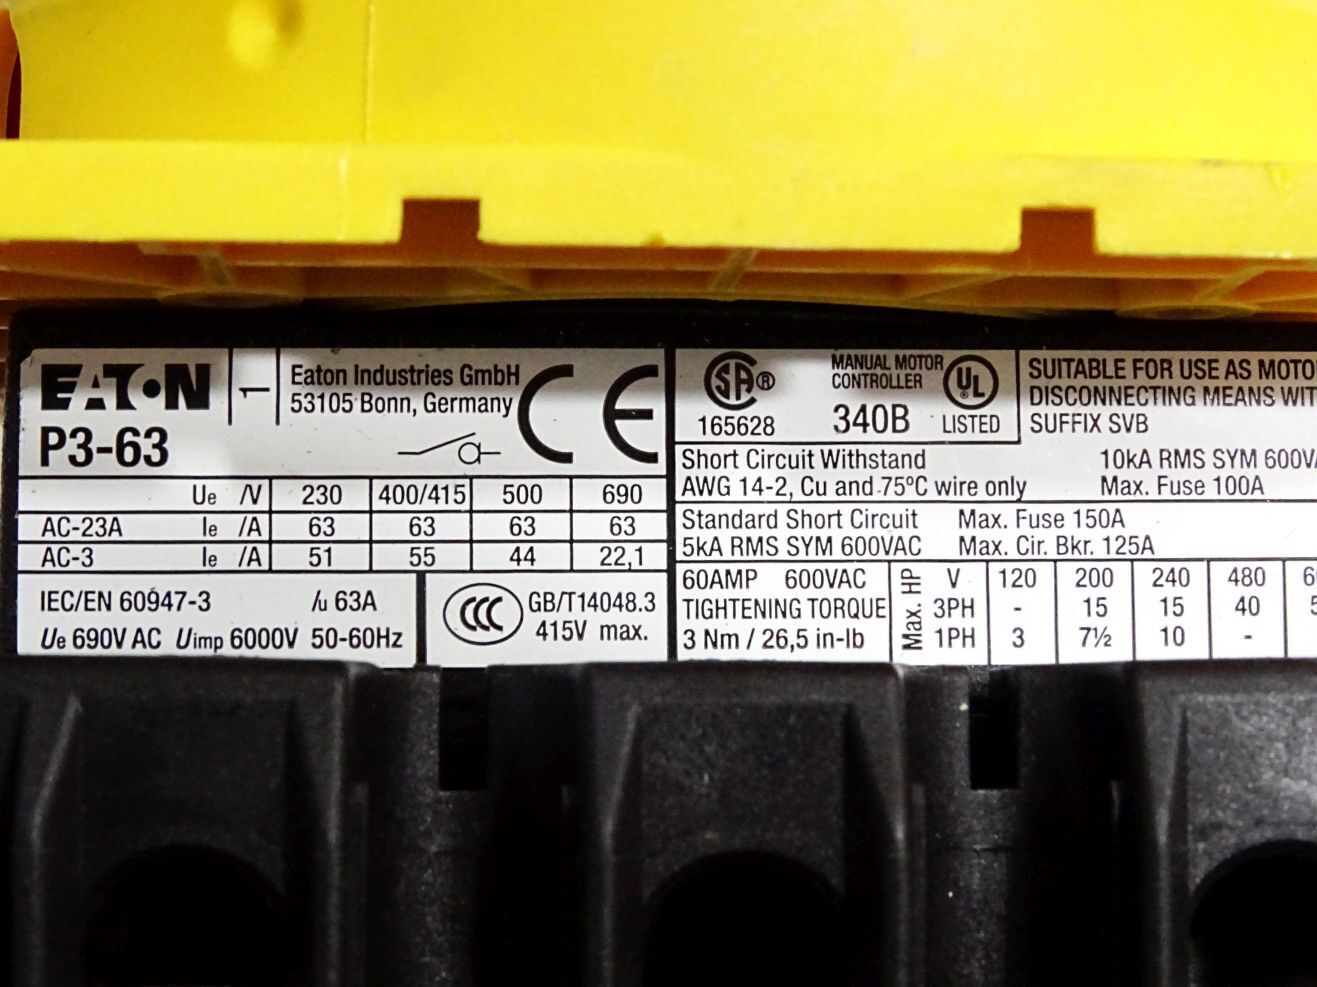 EATON
1
Eaton Industries GmbH
53105 Bonn, Germany
CE
P3-63
Ue /V 230 400/415 500 690
AC-23A Ie /A 63 63 63 63
AC-3 Ie /A 51 55 44 22,1
IEC/EN 60947-3 Iu 63A
Ue 690V AC Uimp 6000V 50-60Hz
CCC
GB/T14048.3
415V max.
SA®
165628
MANUAL MOTOR
CONTROLLER
340B
UL
LISTED
SUITABLE FOR USE AS
DISCONNECTING MEANS
SUFFIX SVB
Short Circuit Withstand 10kA RMS SYM
AWG 14-2, Cu and 75°C wire only Max. Fuse 100A
Standard Short Circuit Max. Fuse 150A
5kA RMS SYM 600VAC Max. Cir. Bkr. 125A
60AMP 600VAC
TIGHTENING TORQUE
3 Nm / 26,5 in-lb
Max. HP
V 120 200 240 480
3PH - 15 15 40
1PH 3 7½ 10 -